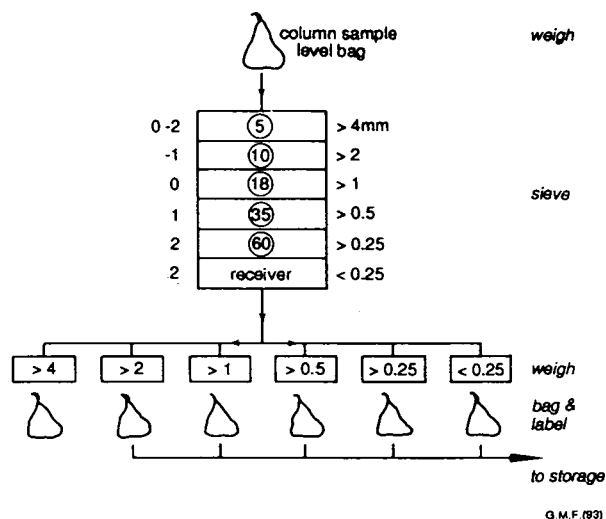 column sample weigh
level bag
0 -2 5 > 4mm
-1 10 > 2
0 18 > 1
sieve
1 35 > 0.5
2 60 > 0.25
2 receiver < 0.25
> 4 > 2 > 1 > 0.5 > 0.25 < 0.25 weigh
bag &
label
to storage
G.M.F.(93)